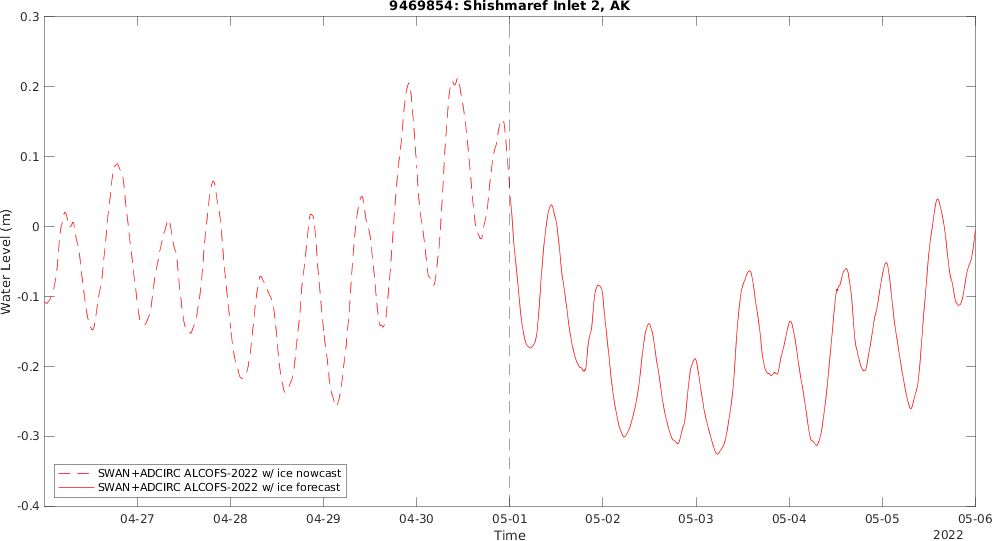 9469854: Shishmaref Inlet 2, AK
0.3
0.2
0.1
0
-0.1
-0.2
-0.3
-0.4
Water Level (m)
SWAN+ADCIRC ALCOFS-2022 w/ ice nowcast
SWAN+ADCIRC ALCOFS-2022 w/ ice forecast
04-27 04-28 04-29 04-30 05-01 05-02 05-03 05-04 05-05 05-06
Time
2022